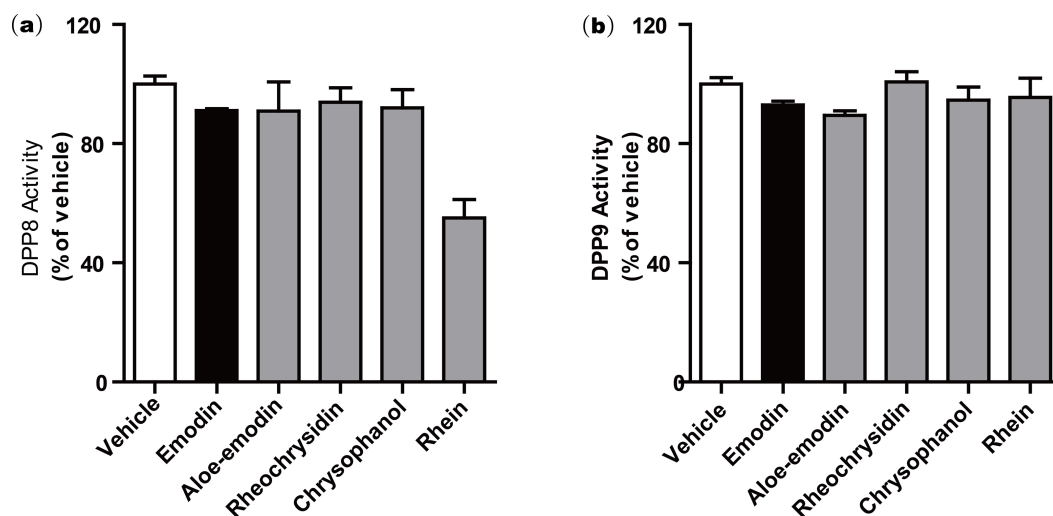 (a)
120
80
40
0
DPP8 Activity
(% of vehicle)
Vehicle
Emodin
Aloe-emodin
Rheochrysidin
Chrysophanol
Rhein
(b)
120
80
40
0
DPP9 Activity
(% of vehicle)
Vehicle
Emodin
Aloe-emodin
Rheochrysidin
Chrysophanol
Rhein